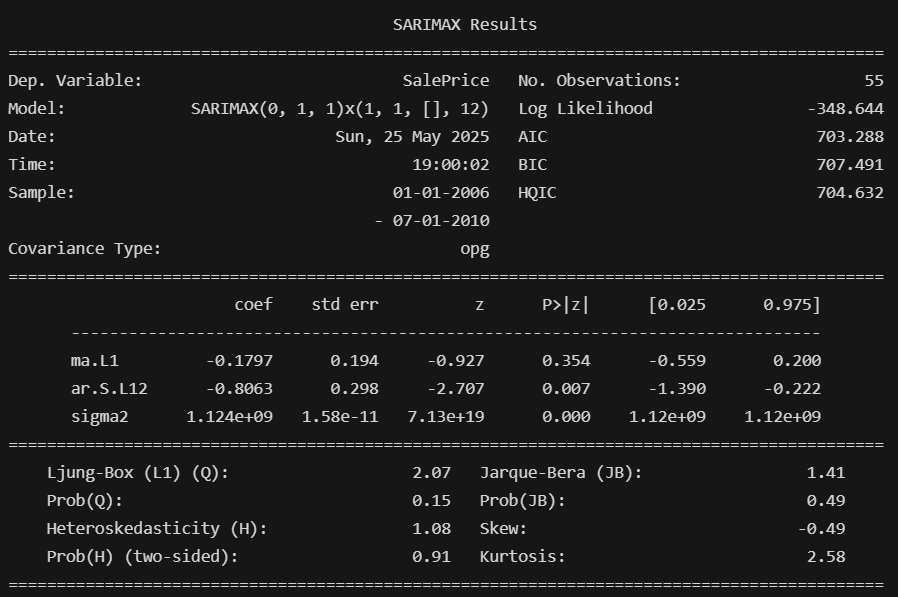 SARIMAX Results
==========================================================================================
Dep. Variable: SalePrice No. Observations: 55
Model: SARIMAX(0, 1, 1)x(1, 1, [], 12) Log Likelihood -348.644
Date: Sun, 25 May 2025 AIC 703.288
Time: 19:00:02 BIC 707.491
Sample: 01-01-2006 HQIC 704.632
- 07-01-2010
Covariance Type: opg
==========================================================================================
coef std err z P>|z| [0.025 0.975]
------------------------------------------------------------------------------
ma.L1 -0.1797 0.194 -0.927 0.354 -0.559 0.200
ar.S.L12 -0.8063 0.298 -2.707 0.007 -1.390 -0.222
sigma2 1.124e+09 1.58e-11 7.13e+19 0.000 1.12e+09 1.12e+09
==========================================================================================
Ljung-Box (L1) (Q): 2.07 Jarque-Bera (JB): 1.41
Prob(Q): 0.15 Prob(JB): 0.49
Heteroskedasticity (H): 1.08 Skew: -0.49
Prob(H) (two-sided): 0.91 Kurtosis: 2.58
==========================================================================================